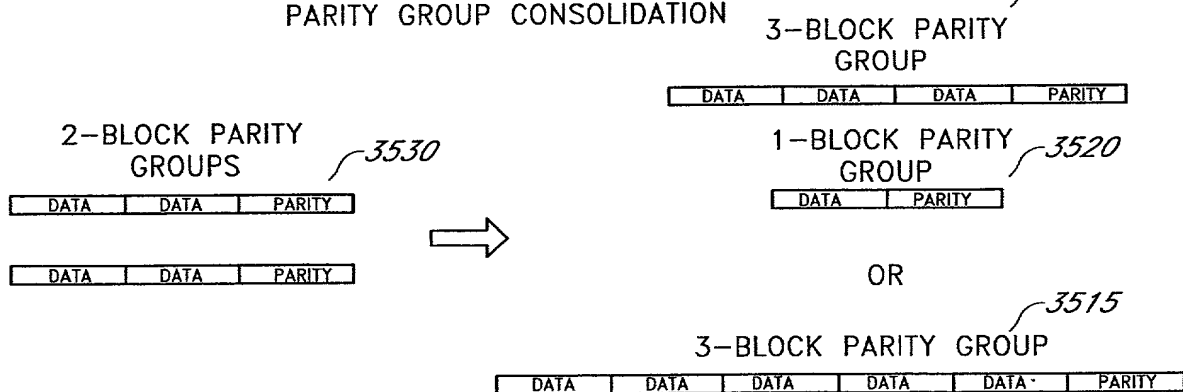 PARITY GROUP CONSOLIDATION
3-BLOCK PARITY
GROUP
DATA DATA DATA PARITY
2-BLOCK PARITY
GROUPS
3530
DATA DATA PARITY
DATA DATA PARITY
1-BLOCK PARITY
GROUP
3520
DATA PARITY
OR
3515
3-BLOCK PARITY GROUP
DATA DATA DATA DATA DATA PARITY